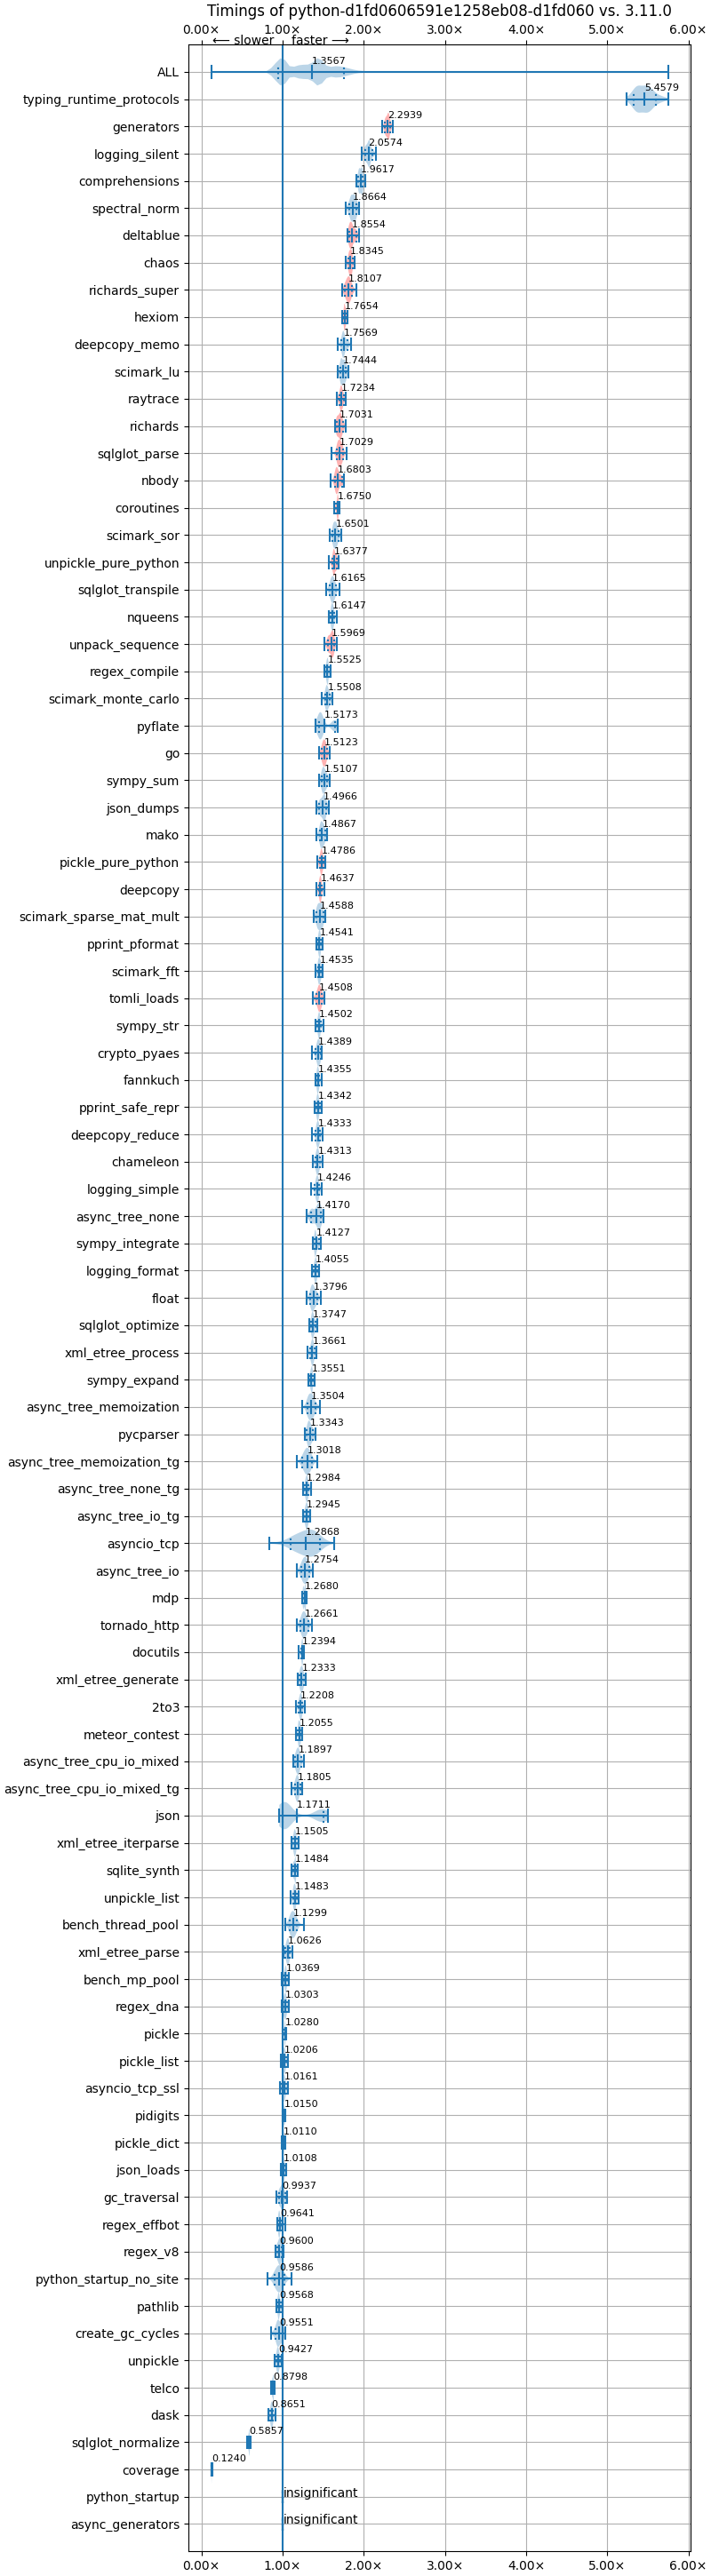 Timings of python-d1fd0606591e1258eb08-d1fd060 vs. 3.11.0
0.00× 1.00× 2.00× 3.00× 4.00× 5.00× 6.00×
⟵ slower faster ⟶
ALL 1.3567
typing_runtime_protocols 5.4579
generators 2.2939
logging_silent 2.0574
comprehensions 1.9617
spectral_norm 1.8664
deltablue 1.8554
chaos 1.8345
richards_super 1.8107
hexiom 1.7654
deepcopy_memo 1.7569
scimark_lu 1.7444
raytrace 1.7234
richards 1.7031
sqlglot_parse 1.7029
nbody 1.6803
coroutines 1.6750
scimark_sor 1.6501
unpickle_pure_python 1.6377
sqlglot_transpile 1.6165
nqueens 1.6147
unpack_sequence 1.5969
regex_compile 1.5525
scimark_monte_carlo 1.5508
pyflate 1.5173
go 1.5123
sympy_sum 1.5107
json_dumps 1.4966
mako 1.4867
pickle_pure_python 1.4786
deepcopy 1.4637
scimark_sparse_mat_mult 1.4588
pprint_pformat 1.4541
scimark_fft 1.4535
tomli_loads 1.4508
sympy_str 1.4502
crypto_pyaes 1.4389
fannkuch 1.4355
pprint_safe_repr 1.4342
deepcopy_reduce 1.4333
chameleon 1.4313
logging_simple 1.4246
async_tree_none 1.4170
sympy_integrate 1.4127
logging_format 1.4055
float 1.3796
sqlglot_optimize 1.3747
xml_etree_process 1.3661
sympy_expand 1.3551
async_tree_memoization 1.3504
pycparser 1.3343
async_tree_memoization_tg 1.3018
async_tree_none_tg 1.2984
async_tree_io_tg 1.2945
asyncio_tcp 1.2868
async_tree_io 1.2754
mdp 1.2680
tornado_http 1.2661
docutils 1.2394
xml_etree_generate 1.2333
2to3 1.2208
meteor_contest 1.2055
async_tree_cpu_io_mixed 1.1897
async_tree_cpu_io_mixed_tg 1.1805
json 1.1711
xml_etree_iterparse 1.1505
sqlite_synth 1.1484
unpickle_list 1.1483
bench_thread_pool 1.1299
xml_etree_parse 1.0626
bench_mp_pool 1.0369
regex_dna 1.0303
pickle 1.0280
pickle_list 1.0206
asyncio_tcp_ssl 1.0161
pidigits 1.0150
pickle_dict 1.0110
json_loads 1.0108
gc_traversal 0.9937
regex_effbot 0.9641
regex_v8 0.9600
python_startup_no_site 0.9586
pathlib 0.9568
create_gc_cycles 0.9551
unpickle 0.9427
telco 0.8798
dask 0.8651
sqlglot_normalize 0.5857
coverage 0.1240
python_startup insignificant
async_generators insignificant
0.00× 1.00× 2.00× 3.00× 4.00× 5.00× 6.00×